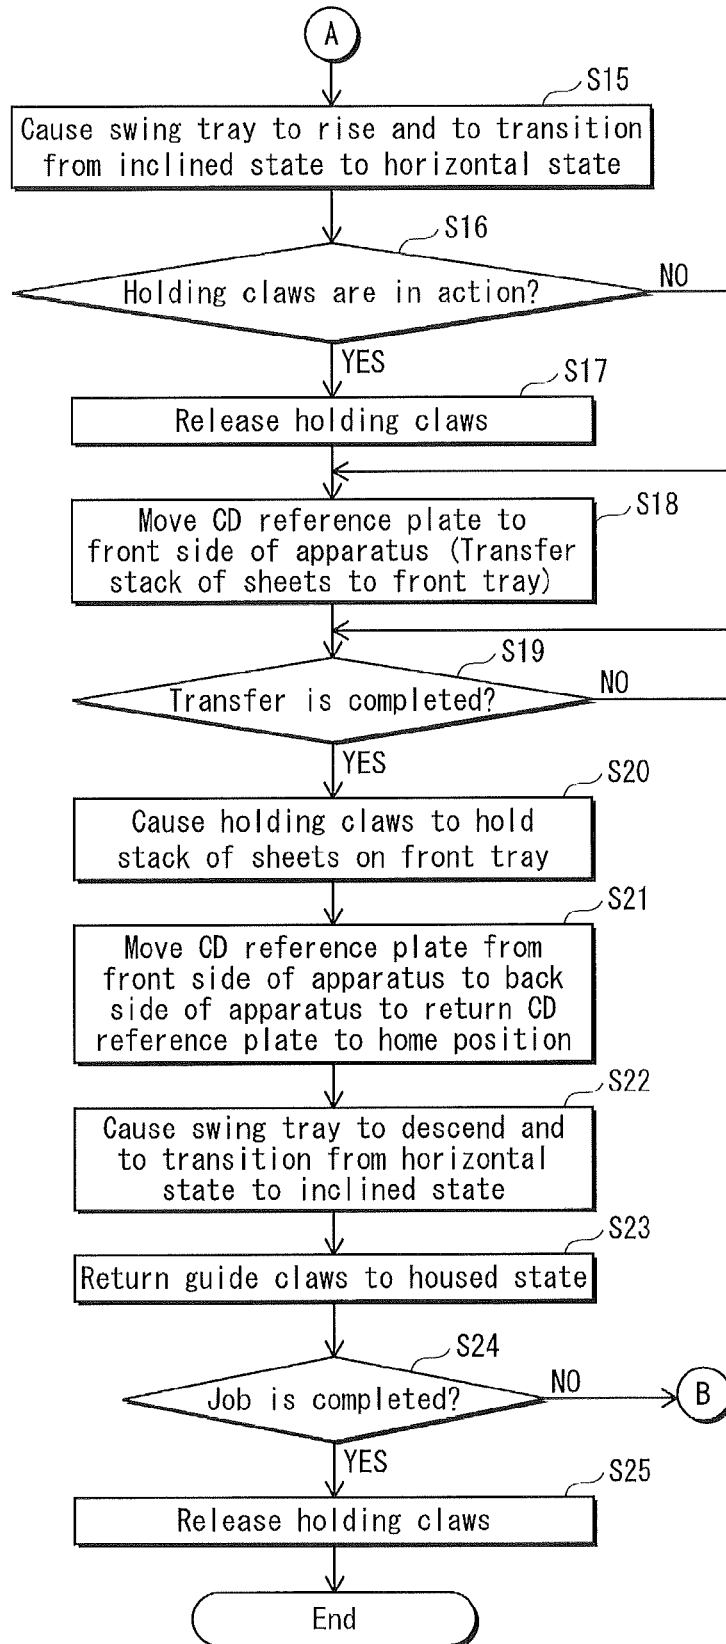 A
S15
Cause swing tray to rise and to transition
from inclined state to horizontal state
S16
Holding claws are in action?
NO
YES
S17
Release holding claws
S18
Move CD reference plate to
front side of apparatus (Transfer
stack of sheets to front tray)
S19
Transfer is completed?
NO
YES
S20
Cause holding claws to hold
stack of sheets on front tray
S21
Move CD reference plate from
front side of apparatus to back
side of apparatus to return CD
reference plate to home position
S22
Cause swing tray to descend and
to transition from horizontal
state to inclined state
S23
Return guide claws to housed state
S24
Job is completed?
NO
B
YES
S25
Release holding claws
End